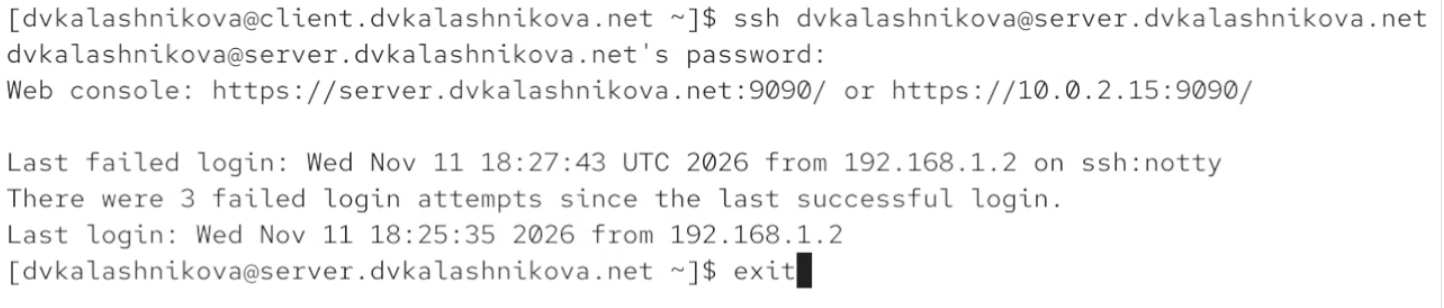 [dvkalashnikova@client.dvkalashnikova.net ~]$ ssh dvkalashnikova@server.dvkalashnikova.net
dvkalashnikova@server.dvkalashnikova.net's password:
Web console: https://server.dvkalashnikova.net:9090/ or https://10.0.2.15:9090/
Last failed login: Wed Nov 11 18:27:43 UTC 2026 from 192.168.1.2 on ssh:notty
There were 3 failed login attempts since the last successful login.
Last login: Wed Nov 11 18:25:35 2026 from 192.168.1.2
[dvkalashnikova@server.dvkalashnikova.net ~]$ exit